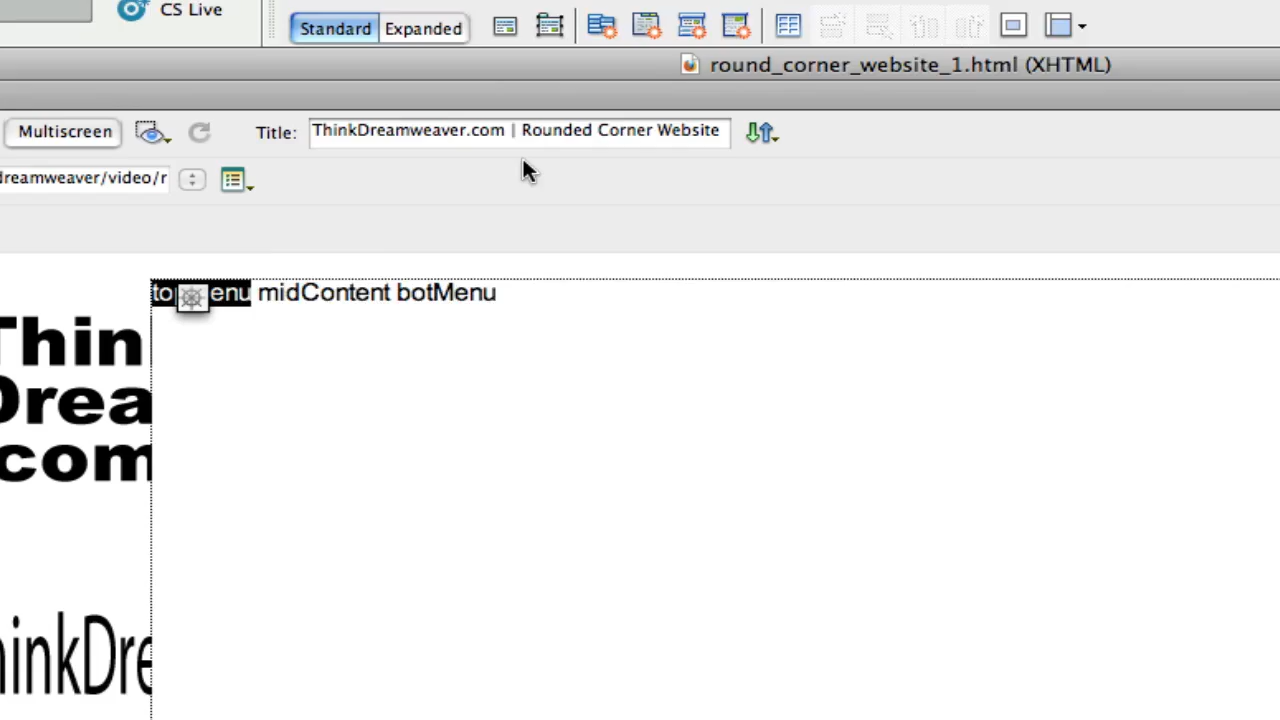 CS Live
Standard Expanded
round_corner_website_1.html (XHTML)
Multiscreen Title: ThinkDreamweaver.com | Rounded Corner Website
dreamweaver/video/r
midContent botMenu
Thin
Drea
.com
hinkDre